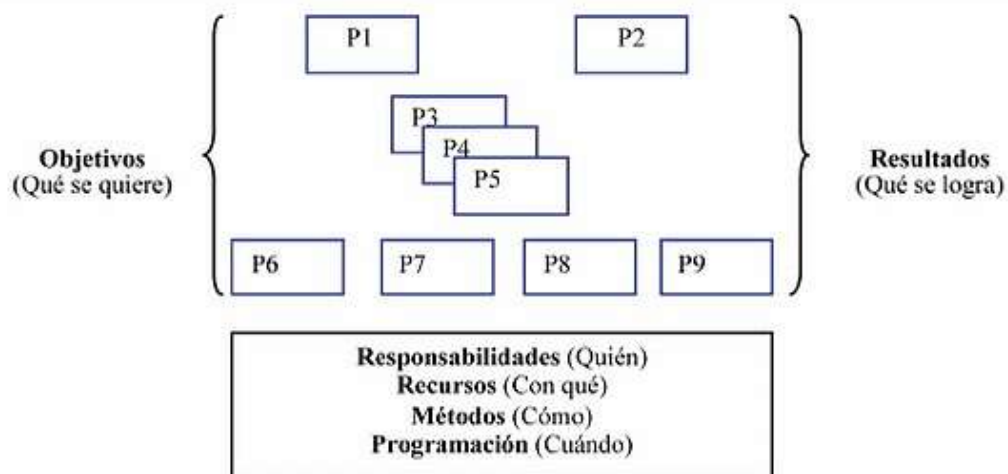 P1
P2
P3
P4
P5
Objetivos
(Qué se quiere)
Resultados
(Qué se logra)
P6
P7
P8
P9
Responsabilidades (Quién)
Recursos (Con qué)
Métodos (Cómo)
Programación (Cuándo)